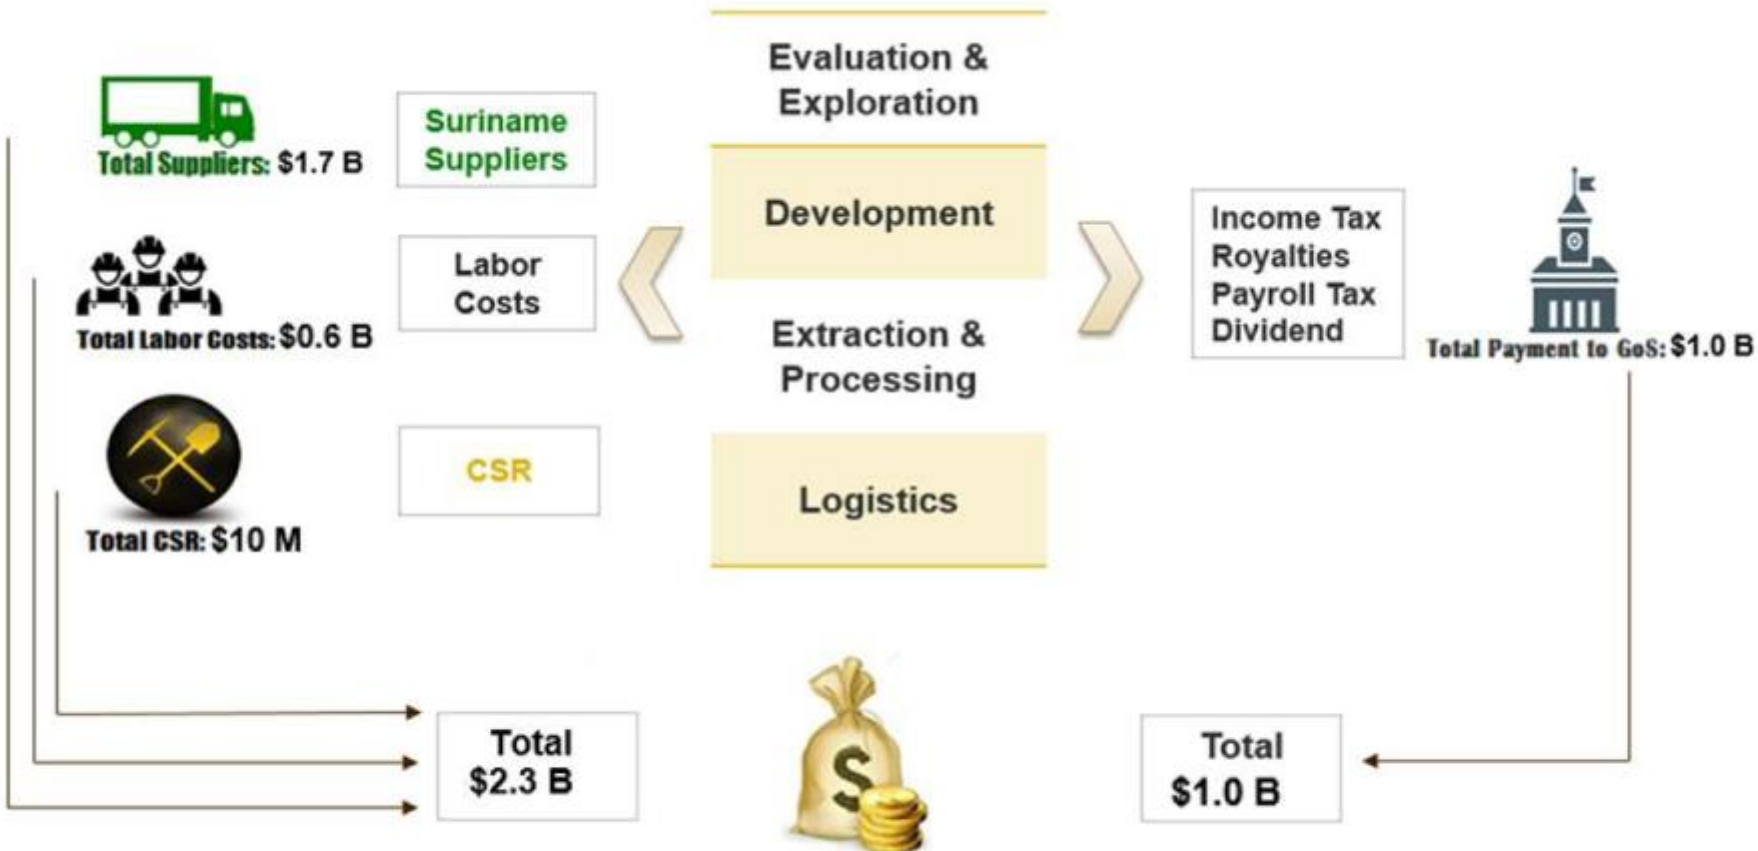 Evaluation &
Exploration
Development
Extraction &
Processing
Logistics
Total Suppliers: $1.7 B
Suriname
Suppliers
Total Labor Costs: $0.6 B
Labor
Costs
Total CSR: $10 M
CSR
Income Tax
Royalties
Payroll Tax
Dividend
Total Payment to GoS: $1.0 B
Total
$2.3 B
$
Total
$1.0 B